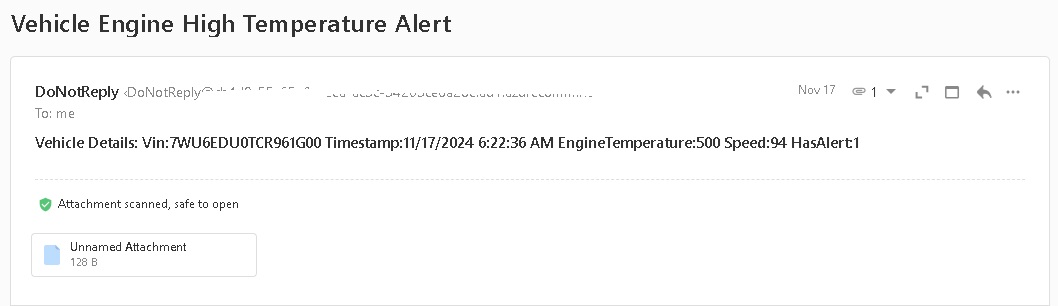 Vehicle Engine High Temperature Alert
DoNotReply <DoNotReply@
Nov 17
1
To: me
Vehicle Details: Vin:7WU6EDU0TCR961G00 Timestamp:11/17/2024 6:22:36 AM EngineTemperature:500 Speed:94 HasAlert:1
Attachment scanned, safe to open
Unnamed Attachment
128 B